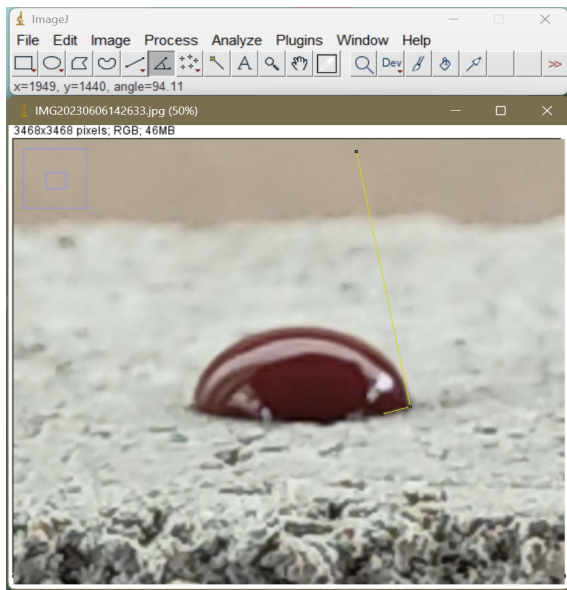 ImageJ
File Edit Image Process Analyze Plugins Window Help
A Dev >>
x=1949, y=1440, angle=94.11
IMG20230606142633.jpg (50%)
3468x3468 pixels; RGB; 46MB